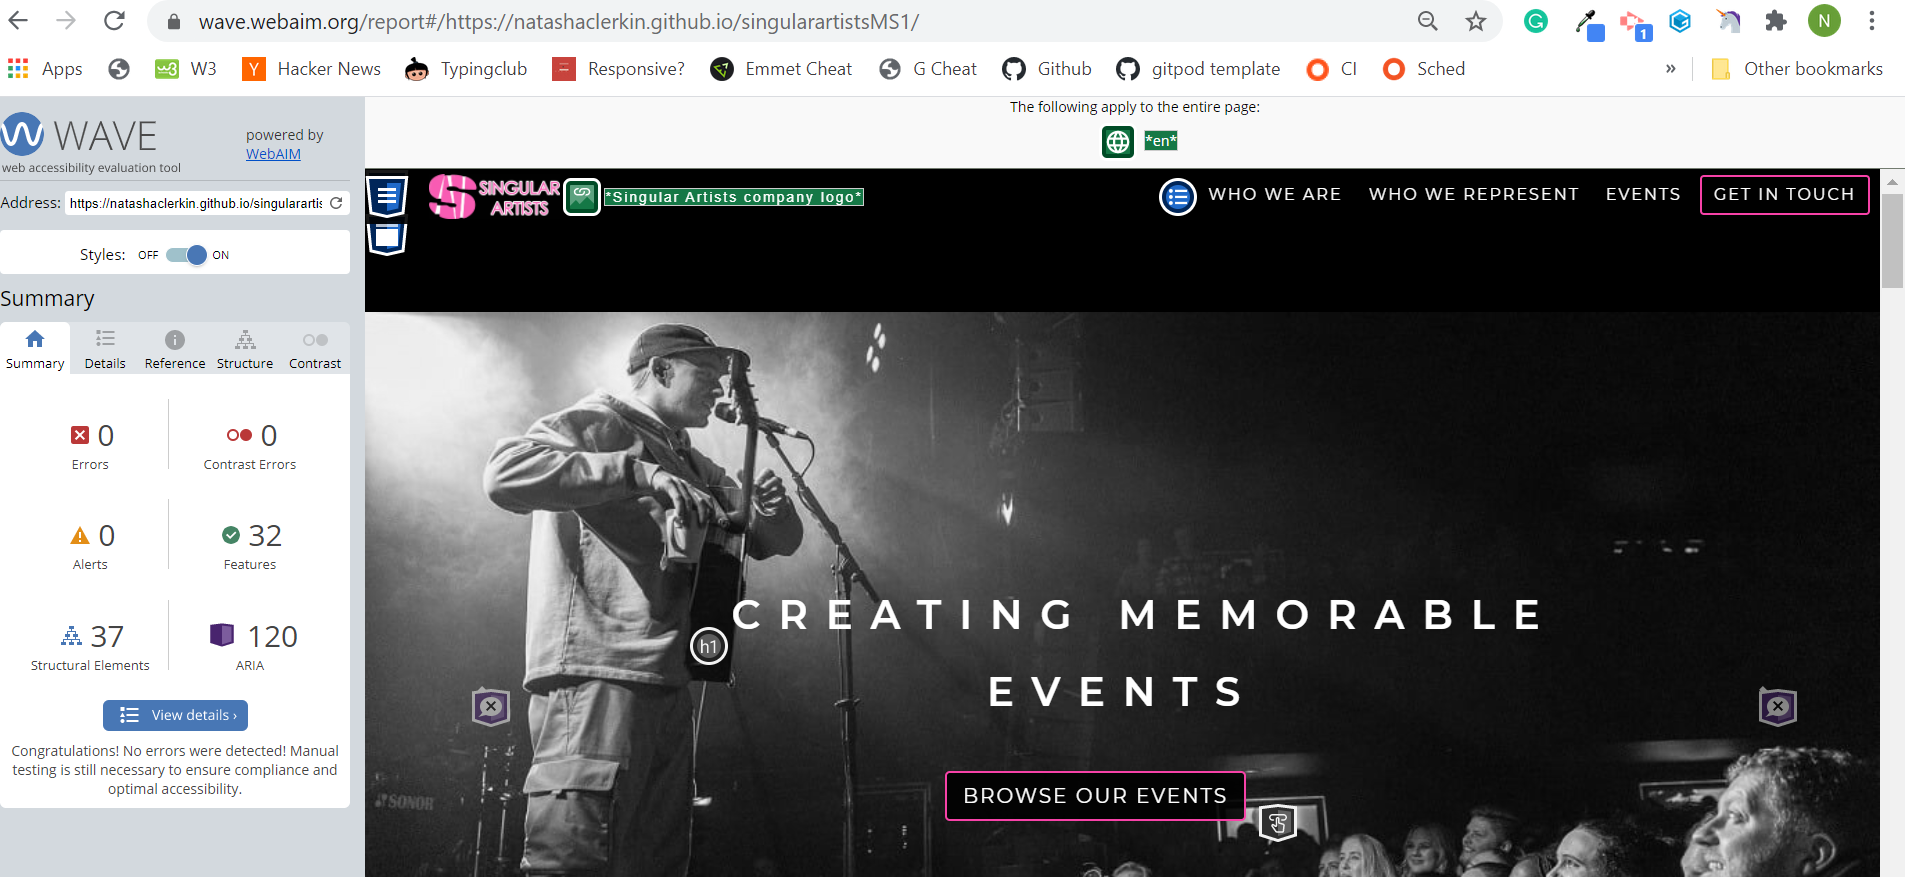 wave.webaim.org/report#/https://natashaclerkin.github.io/singularartistsMS1/
N
1
Apps W3 Hacker News Typingclub Responsive? Emmet Cheat G Cheat Github gitpod template CI Sched » Other bookmarks
WAVE
web accessibility evaluation tool
powered by
WebAIM
Address: https://natashaclerkin.github.io/singularartis
Styles: OFF ON
Summary
Summary Details Reference Structure Contrast
0 Errors
0 Contrast Errors
0 Alerts
32 Features
37 Structural Elements
120 ARIA
View details ›
Congratulations! No errors were detected! Manual
testing is still necessary to ensure compliance and
optimal accessibility.
The following apply to the entire page:
*en*
SINGULAR
ARTISTS
*Singular Artists company logo*
WHO WE ARE WHO WE REPRESENT EVENTS GET IN TOUCH
h1
CREATING MEMORABLE
EVENTS
BROWSE OUR EVENTS
SONOR